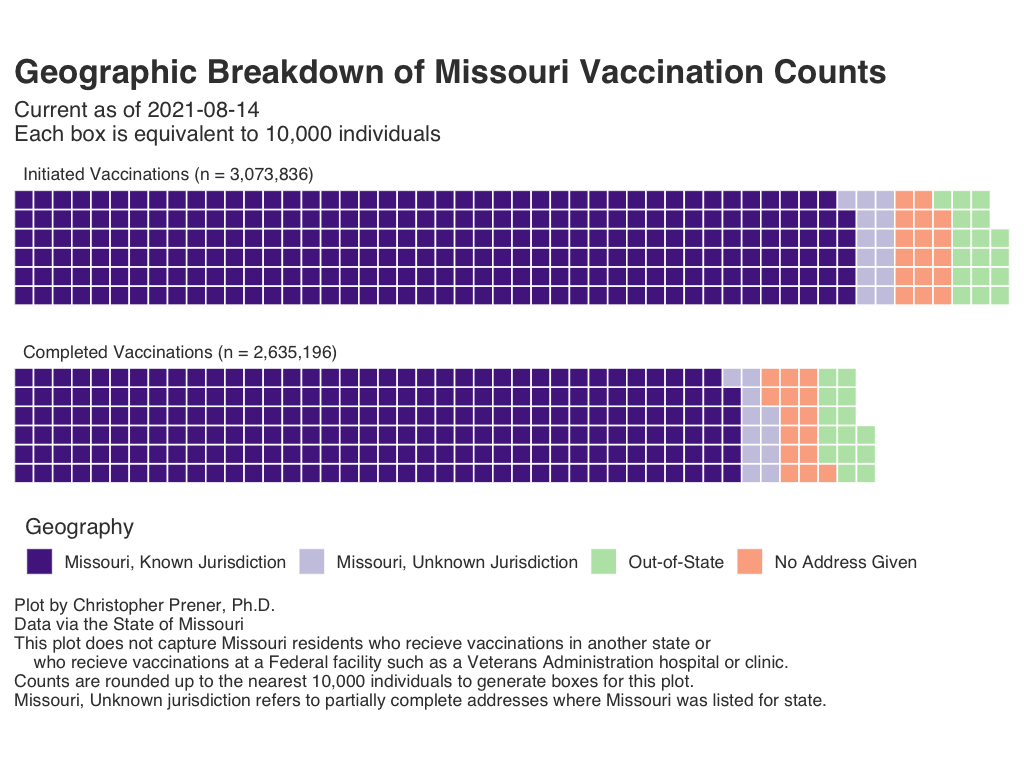 Geographic Breakdown of Missouri Vaccination Counts
Current as of 2021-08-14
Each box is equivalent to 10,000 individuals
Initiated Vaccinations (n = 3,073,836)
Completed Vaccinations (n = 2,635,196)
Geography
Missouri, Known Jurisdiction Missouri, Unknown Jurisdiction Out-of-State No Address Given
Plot by Christopher Prener, Ph.D.
Data via the State of Missouri
This plot does not capture Missouri residents who recieve vaccinations in another state or
who recieve vaccinations at a Federal facility such as a Veterans Administration hospital or clinic.
Counts are rounded up to the nearest 10,000 individuals to generate boxes for this plot.
Missouri, Unknown jurisdiction refers to partially complete addresses where Missouri was listed for state.